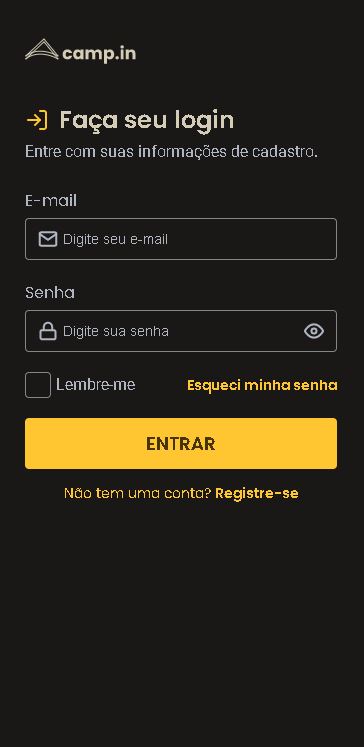 camp.in
Faça seu login
Entre com suas informações de cadastro.
E-mail
Digite seu e-mail
Senha
Digite sua senha
Lembre-me Esqueci minha senha
ENTRAR
Não tem uma conta? Registre-se